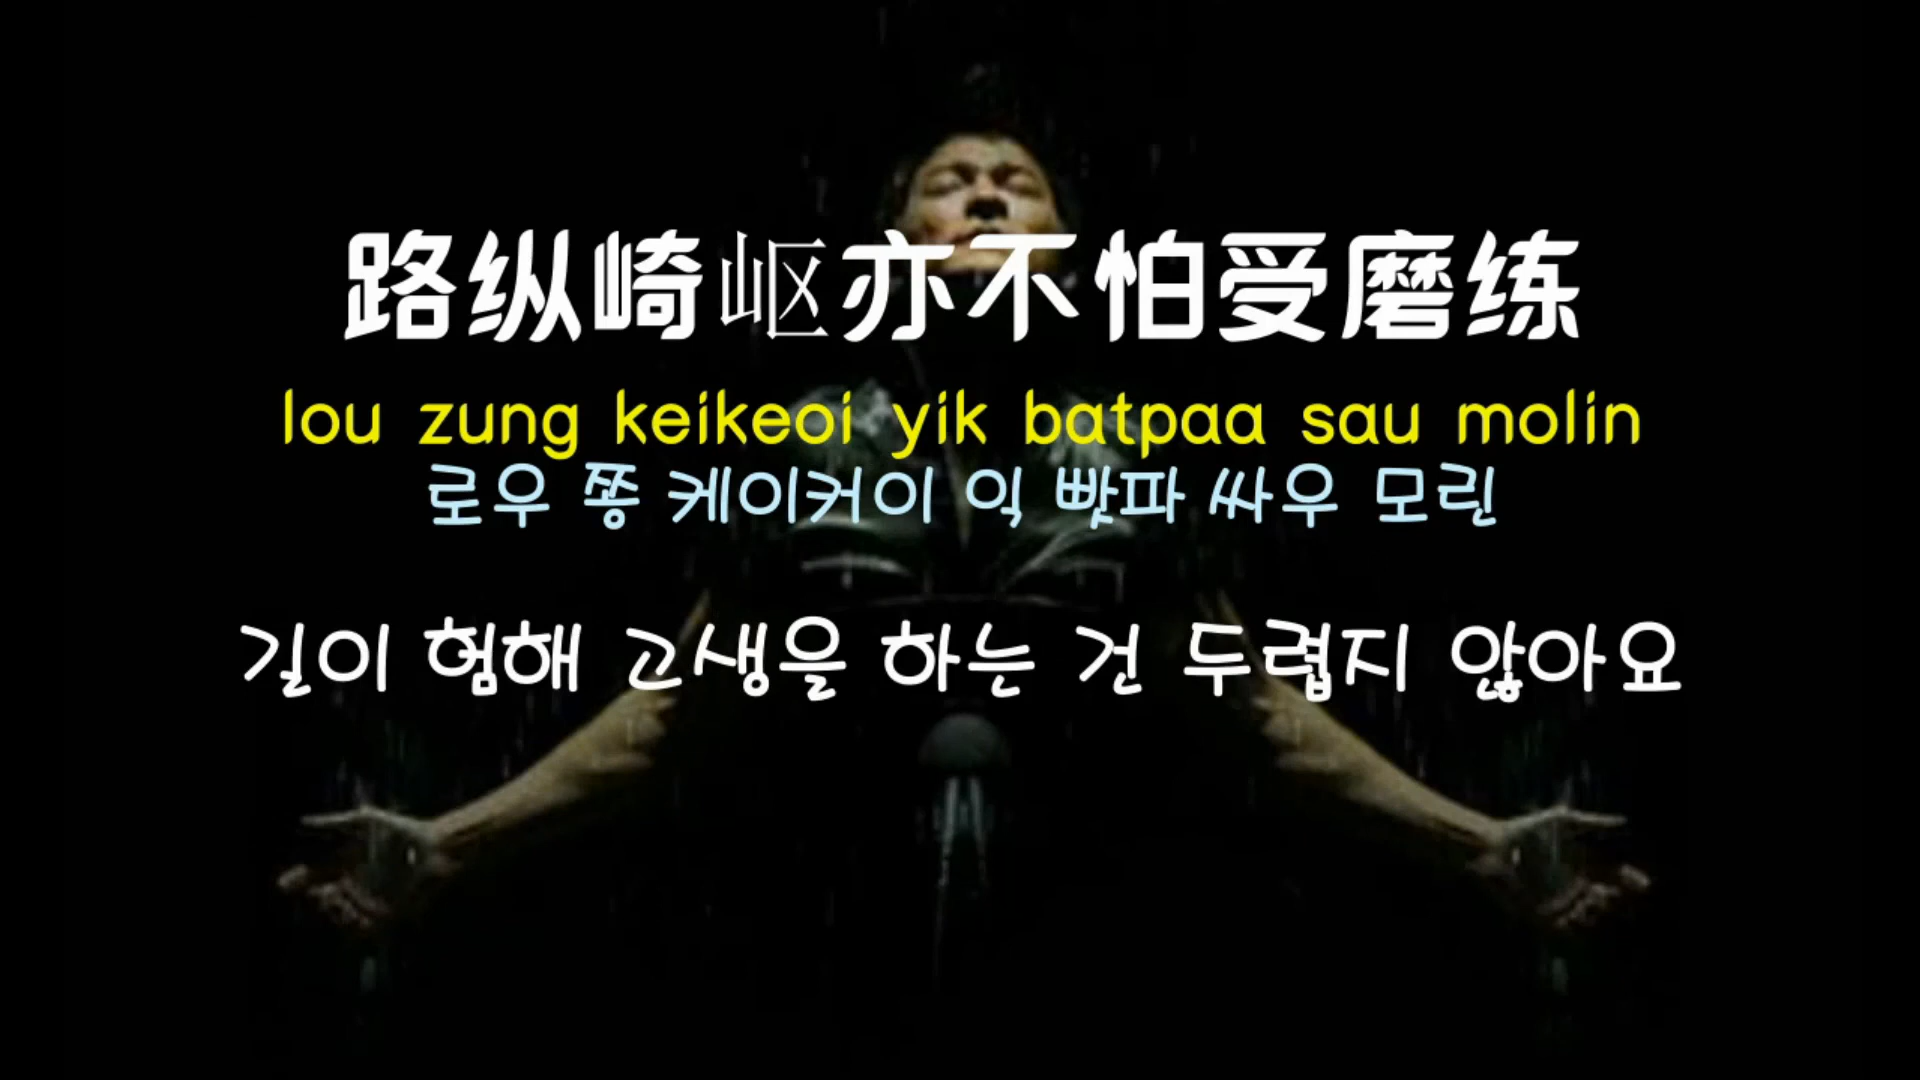 路纵崎岖亦不怕受磨练
lou zung keikeoi yik batpaa sau molin
로우 쫑 케이커이 익 빳파 싸우 모린
길이 험해 고생을 하는 건 두렵지 않아요